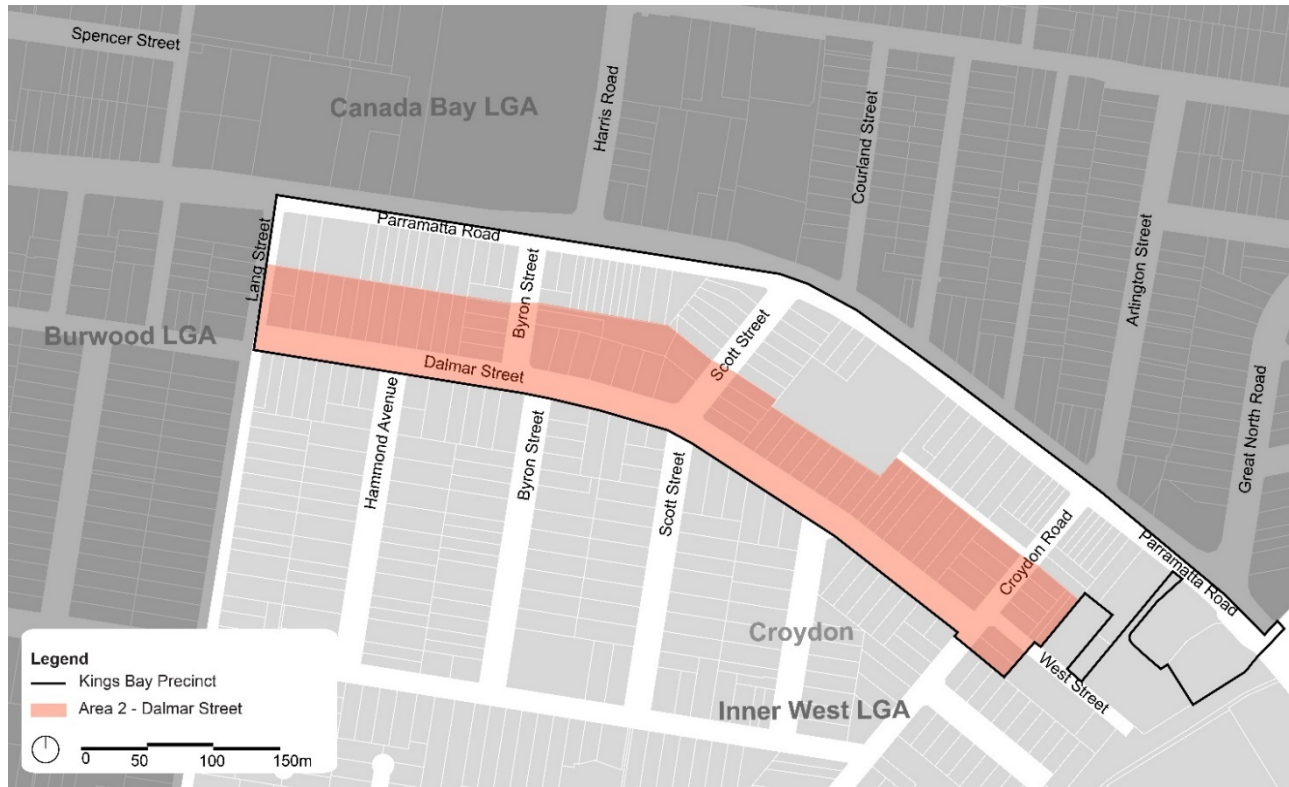 Spencer Street
Canada Bay LGA
Harris Road
Courland Street
Arlington Street
Great North Road
Lang Street
Parramatta Road
Byron Street
Scott Street
Burwood LGA
Dalmar Street
Hammond Avenue
Byron Street
Scott Street
Croydon Road
Parramatta Road
Croydon
West Street
Inner West LGA
Legend
Kings Bay Precinct
Area 2 - Dalmar Street
0 50 100 150m